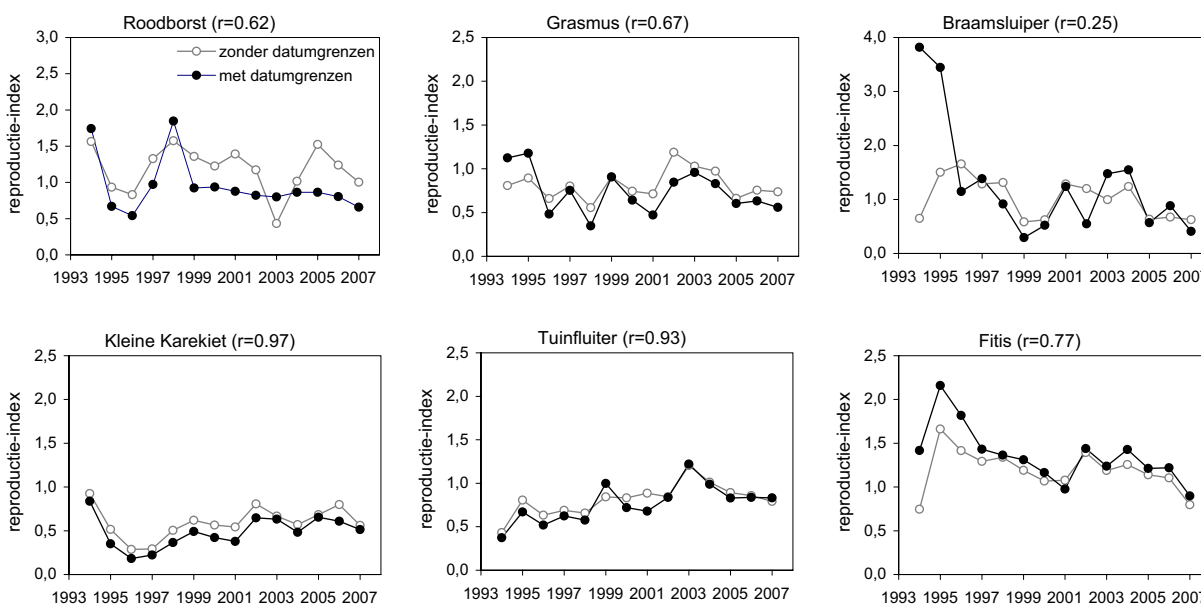 Roodborst (r=0.62)
3,0
2,5
2,0
1,5
1,0
0,5
0,0
reproductie-index
zonder datumgrenzen
met datumgrenzen
1993 1995 1997 1999 2001 2003 2005 2007
Grasmus (r=0.67)
2,5
2,0
1,5
1,0
0,5
0,0
reproductie-index
1993 1995 1997 1999 2001 2003 2005 2007
Braamsluiper (r=0.25)
4,0
3,0
2,0
1,0
0,0
reproductie-index
1993 1995 1997 1999 2001 2003 2005 2007
Kleine Karekiet (r=0.97)
2,5
2,0
1,5
1,0
0,5
0,0
reproductie-index
1993 1995 1997 1999 2001 2003 2005 2007
Tuinfluiter (r=0.93)
2,5
2,0
1,5
1,0
0,5
0,0
reproductie-index
1993 1995 1997 1999 2001 2003 2005 2007
Fitis (r=0.77)
2,5
2,0
1,5
1,0
0,5
0,0
reproductie-index
1993 1995 1997 1999 2001 2003 2005 2007